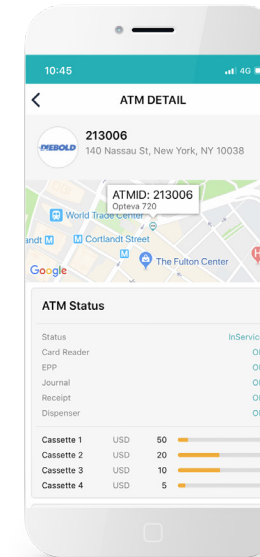 10:45 4G
ATM DETAIL
DIEBOLD
213006
140 Nassau St, New York, NY 10038
ATMID: 213006
Opteva 720
World Trade Center
andt M
M Cortlandt Street
M
The Fulton Center
H
Google
ATM Status
Status InServic
Card Reader O
EPP O
Journal O
Receipt O
Dispenser O
Cassette 1 USD 50
Cassette 2 USD 20
Cassette 3 USD 10
Cassette 4 USD 5